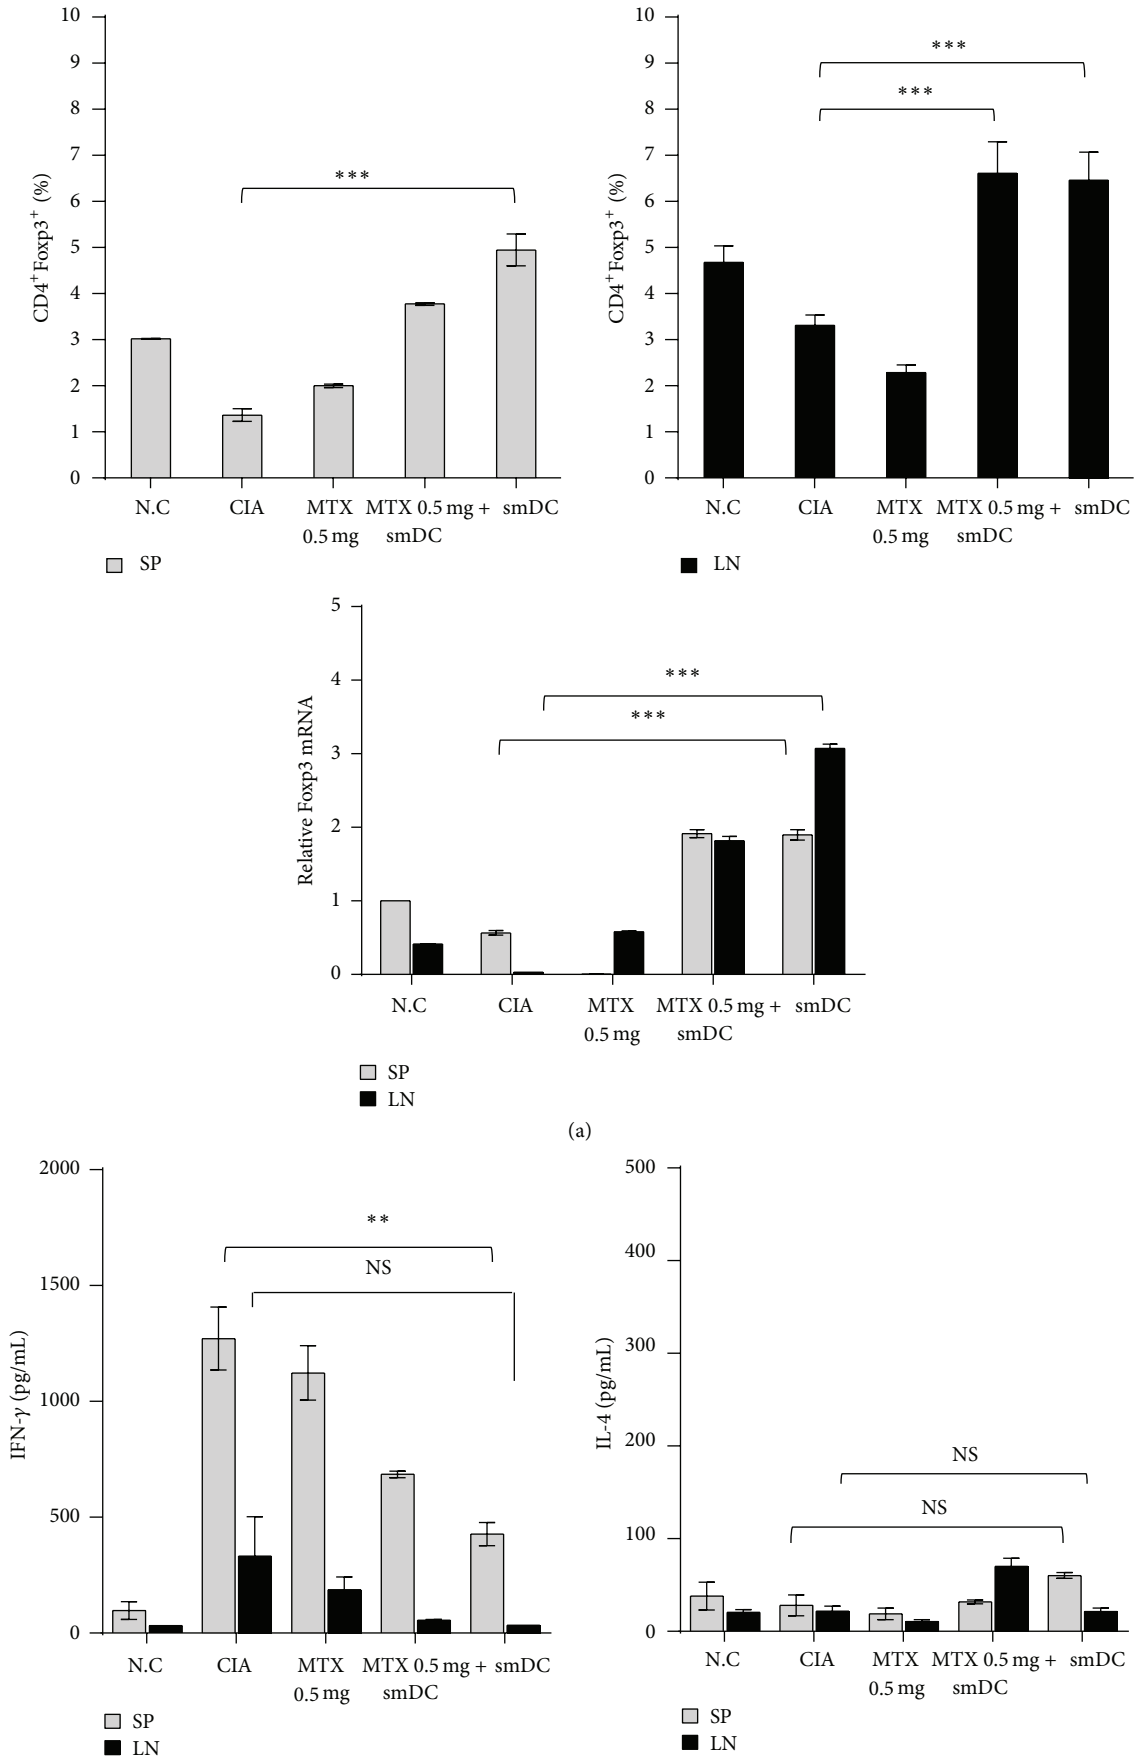 10
9
8
7
6
5
4
3
2
1
0
CD4+Foxp3+ (%)
***
N.C CIA MTX 0.5 mg MTX 0.5 mg + smDC smDC
SP
10
9
8
7
6
5
4
3
2
1
0
CD4+Foxp3+ (%)
***
***
N.C CIA MTX 0.5 mg MTX 0.5 mg + smDC smDC
LN
5
4
3
2
1
0
Relative Foxp3 mRNA
***
***
N.C CIA MTX 0.5 mg MTX 0.5 mg + smDC smDC
SP
LN
(a)
2000
1500
1000
500
0
IFN-γ (pg/mL)
**
NS
N.C CIA MTX 0.5 mg MTX 0.5 mg + smDC smDC
SP
LN
500
400
300
200
100
0
IL-4 (pg/mL)
NS
NS
N.C CIA MTX 0.5 mg MTX 0.5 mg + smDC smDC
SP
LN